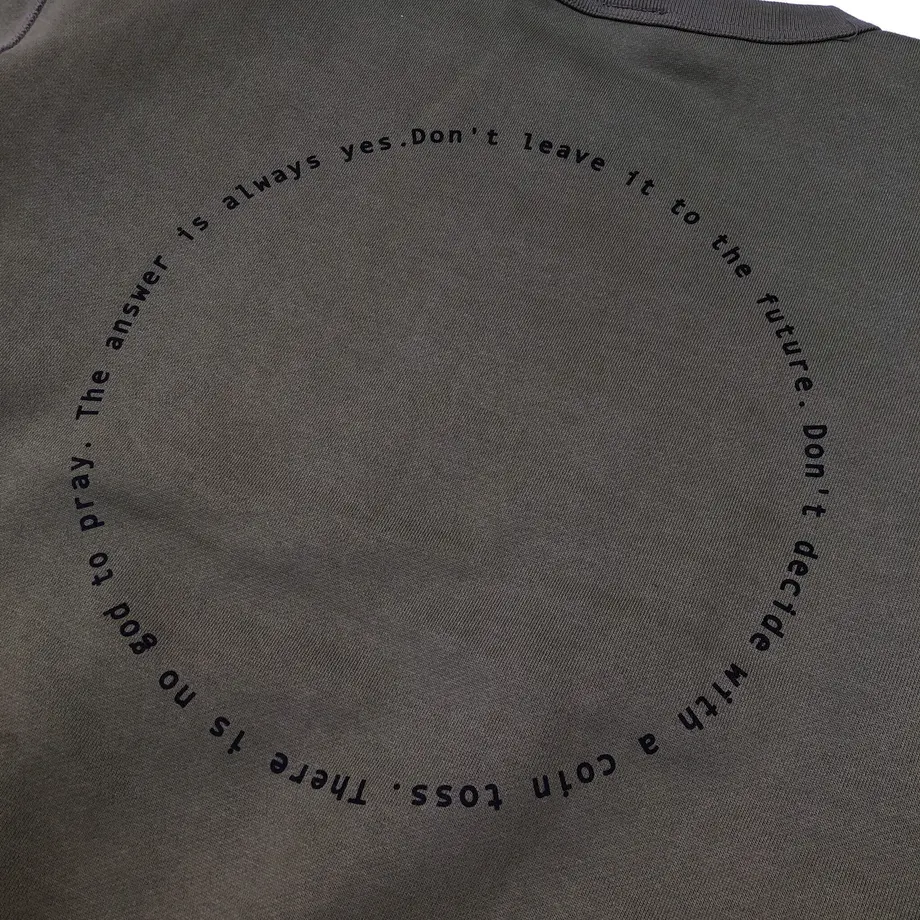 Don't leave it to the future. Don't decide with a coin toss. There is no god to pray. The answer is always yes.